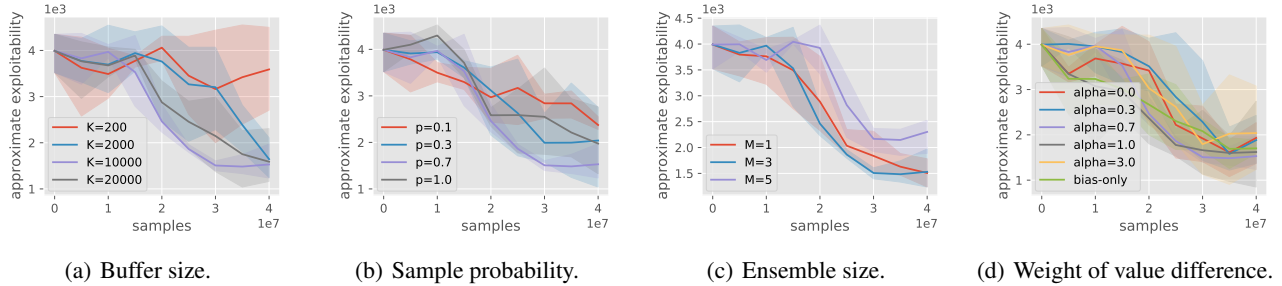 1e3
approximate exploitability
4
3
2
1
K=200
K=2000
K=10000
K=20000
0
1
2
3
4
samples
1e7
(a) Buffer size.
1e3
approximate exploitability
4
3
2
1
p=0.1
p=0.3
p=0.7
p=1.0
0
1
2
3
4
samples
1e7
(b) Sample probability.
1e3
approximate exploitability
4.5
4.0
3.5
3.0
2.5
2.0
1.5
M=1
M=3
M=5
0
1
2
3
4
samples
1e7
(c) Ensemble size.
1e3
approximate exploitability
4
3
2
1
alpha=0.0
alpha=0.3
alpha=0.7
alpha=1.0
alpha=3.0
bias-only
0
1
2
3
4
samples
1e7
(d) Weight of value difference.